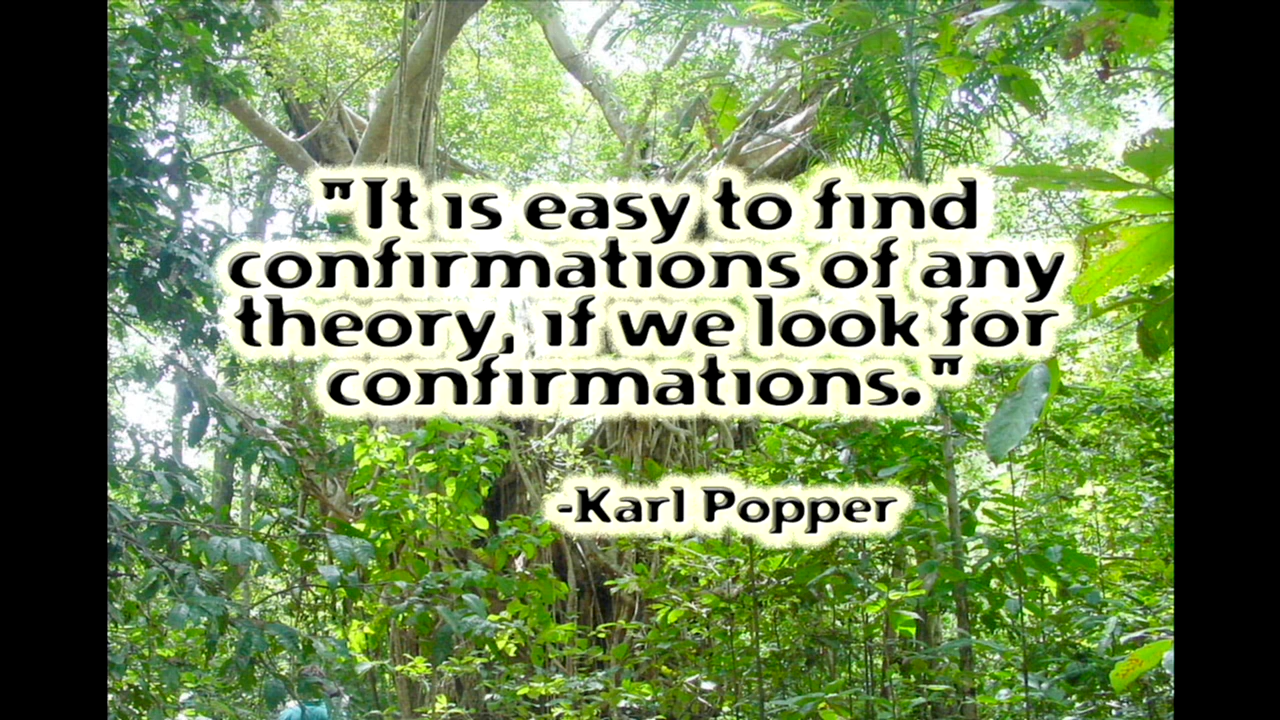 "It is easy to find
confirmations of any
theory, if we look for
confirmations."
-Karl Popper